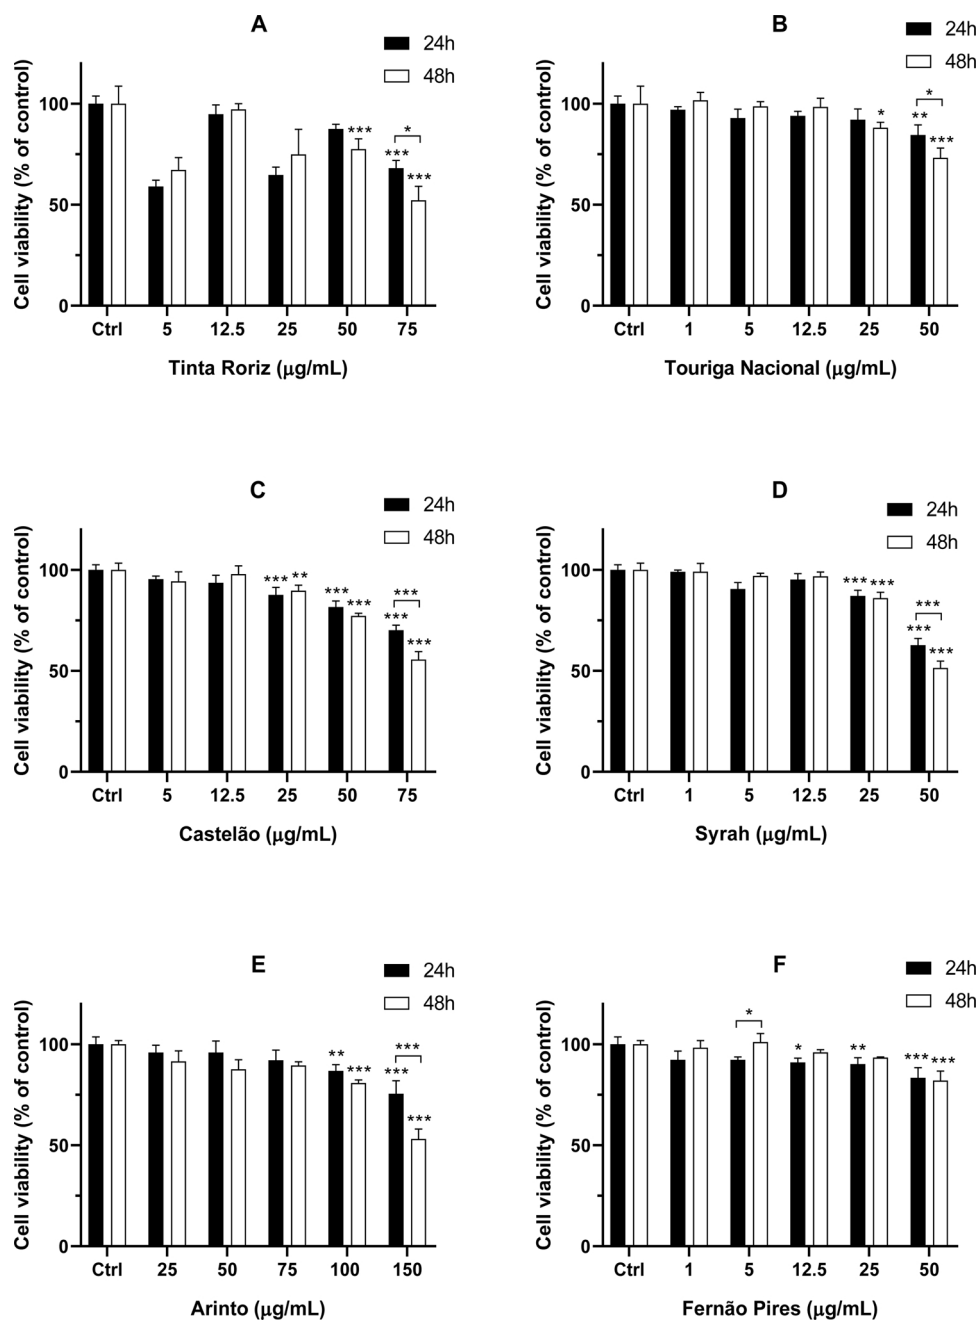 A
24h
48h
Cell viability (% of control)
100
50
0
*
***
***
***
Ctrl 5 12.5 25 50 75
Tinta Roriz (μg/mL)
B
24h
48h
Cell viability (% of control)
100
50
0
*
*
**
***
Ctrl 1 5 12.5 25 50
Touriga Nacional (μg/mL)
C
24h
48h
Cell viability (% of control)
100
50
0
*** **
***
***
***
***
***
Ctrl 5 12.5 25 50 75
Castelão (μg/mL)
D
24h
48h
Cell viability (% of control)
100
50
0
*** ***
***
***
***
Ctrl 1 5 12.5 25 50
Syrah (μg/mL)
E
24h
48h
Cell viability (% of control)
100
50
0
**
***
***
***
***
Ctrl 25 50 75 100 150
Arinto (μg/mL)
F
24h
48h
Cell viability (% of control)
100
50
0
*
*
**
*** ***
Ctrl 1 5 12.5 25 50
Fernão Pires (μg/mL)